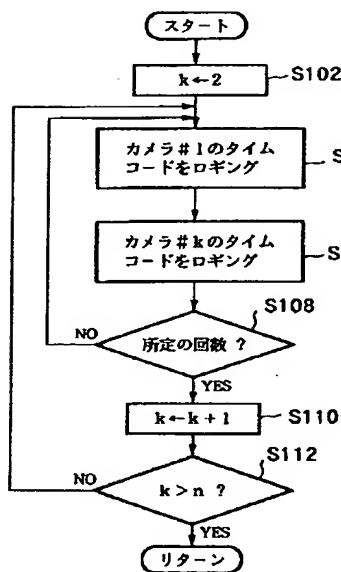 スタート
k←2
S102
カメラ#1のタイム
コードをロギング
S
カメラ#kのタイム
コードをロギング
S
S108
所定の回数 ?
NO
YES
k←k+1
S110
S112
k>n ?
NO
YES
リターン